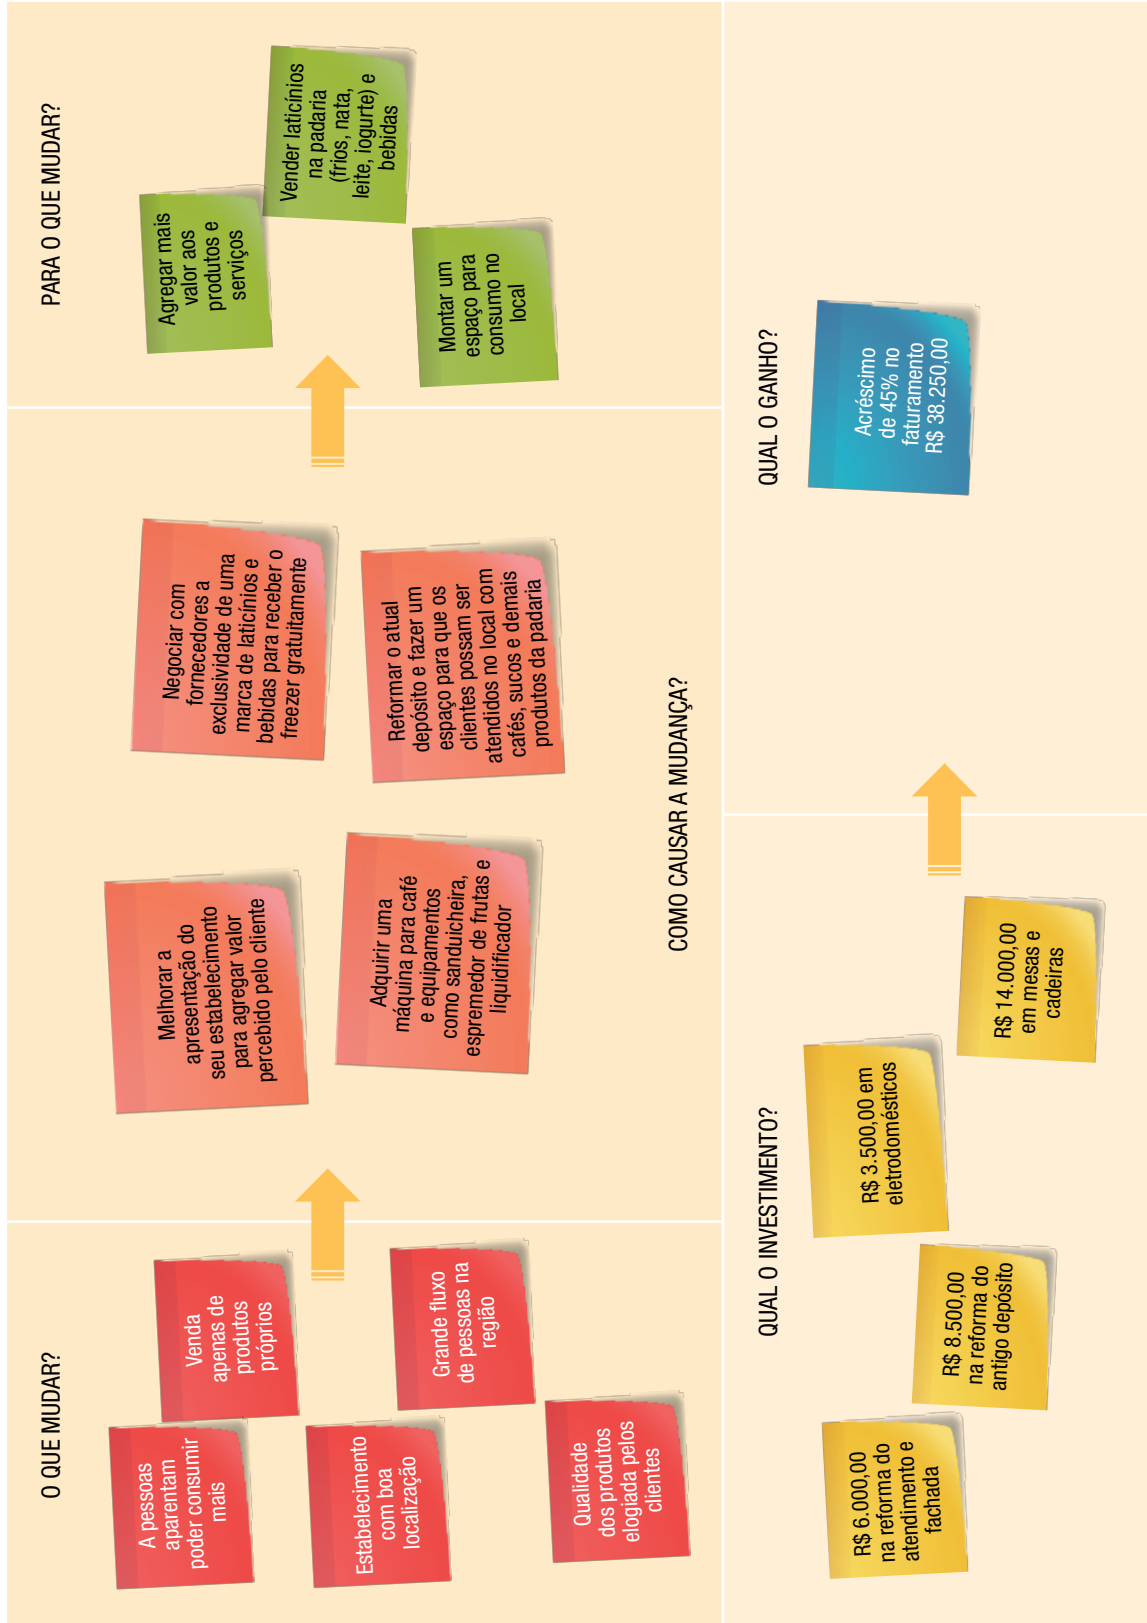 O QUE MUDAR?
A pessoas
aparentam
poder consumir
mais
Venda
apenas de
produtos
próprios
Estabelecimento
com boa
localização
Grande fluxo
de pessoas na
região
Qualidade
dos produtos
elogiada pelos
clientes
Melhorar a
apresentação do
seu estabelecimento
para agregar valor
percebido pelo cliente
Negociar com
fornecedores a
exclusividade de uma
marca de laticínios e
bebidas para receber o
freezer gratuitamente
Adquirir uma
máquina para café
e equipamentos
como sanduicheira,
espremedor de frutas e
liquidificador
Reformar o atual
depósito e fazer um
espaço para que os
clientes possam ser
atendidos no local com
cafés, sucos e demais
produtos da padaria
COMO CAUSAR A MUDANÇA?
PARA O QUE MUDAR?
Agregar mais
valor aos
produtos e
serviços
Vender laticínios
na padaria
(frios, nata,
leite, iogurte) e
bebidas
Montar um
espaço para
consumo no
local
QUAL O INVESTIMENTO?
R$ 6.000,00
na reforma do
atendimento e
fachada
R$ 8.500,00
na reforma do
antigo depósito
R$ 3.500,00 em
eletrodomésticos
R$ 14.000,00
em mesas e
cadeiras
QUAL O GANHO?
Acréscimo
de 45% no
faturamento
R$ 38.250,00